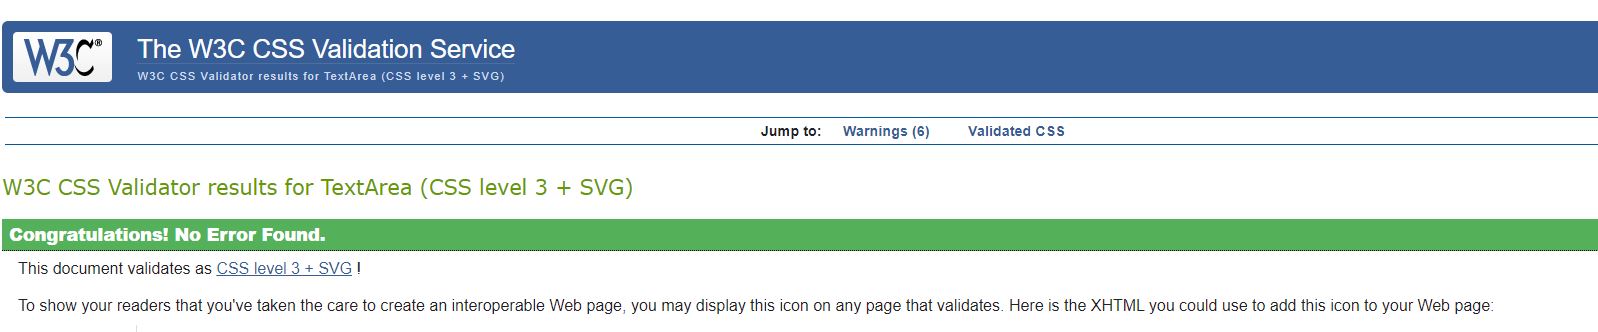 W3C®
The W3C CSS Validation Service
W3C CSS Validator results for TextArea (CSS level 3 + SVG)
Jump to: Warnings (6) Validated CSS
W3C CSS Validator results for TextArea (CSS level 3 + SVG)
Congratulations! No Error Found.
This document validates as CSS level 3 + SVG !
To show your readers that you've taken the care to create an interoperable Web page, you may display this icon on any page that validates. Here is the XHTML you could use to add this icon to your Web page: